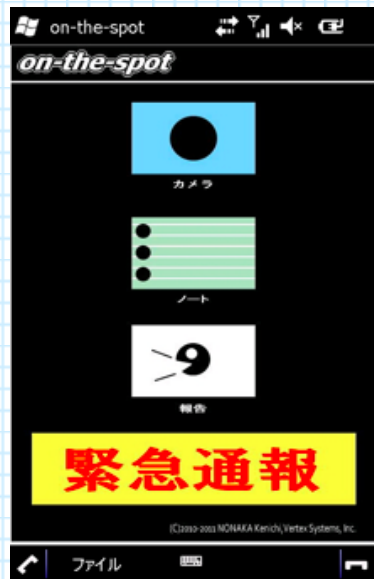 on-the-spot
on-the-spot
カメラ
ノート
報告
緊急通報
(C)2010-2011 NONAKA Kenichi, Vertex Systems, Inc.
ファイル